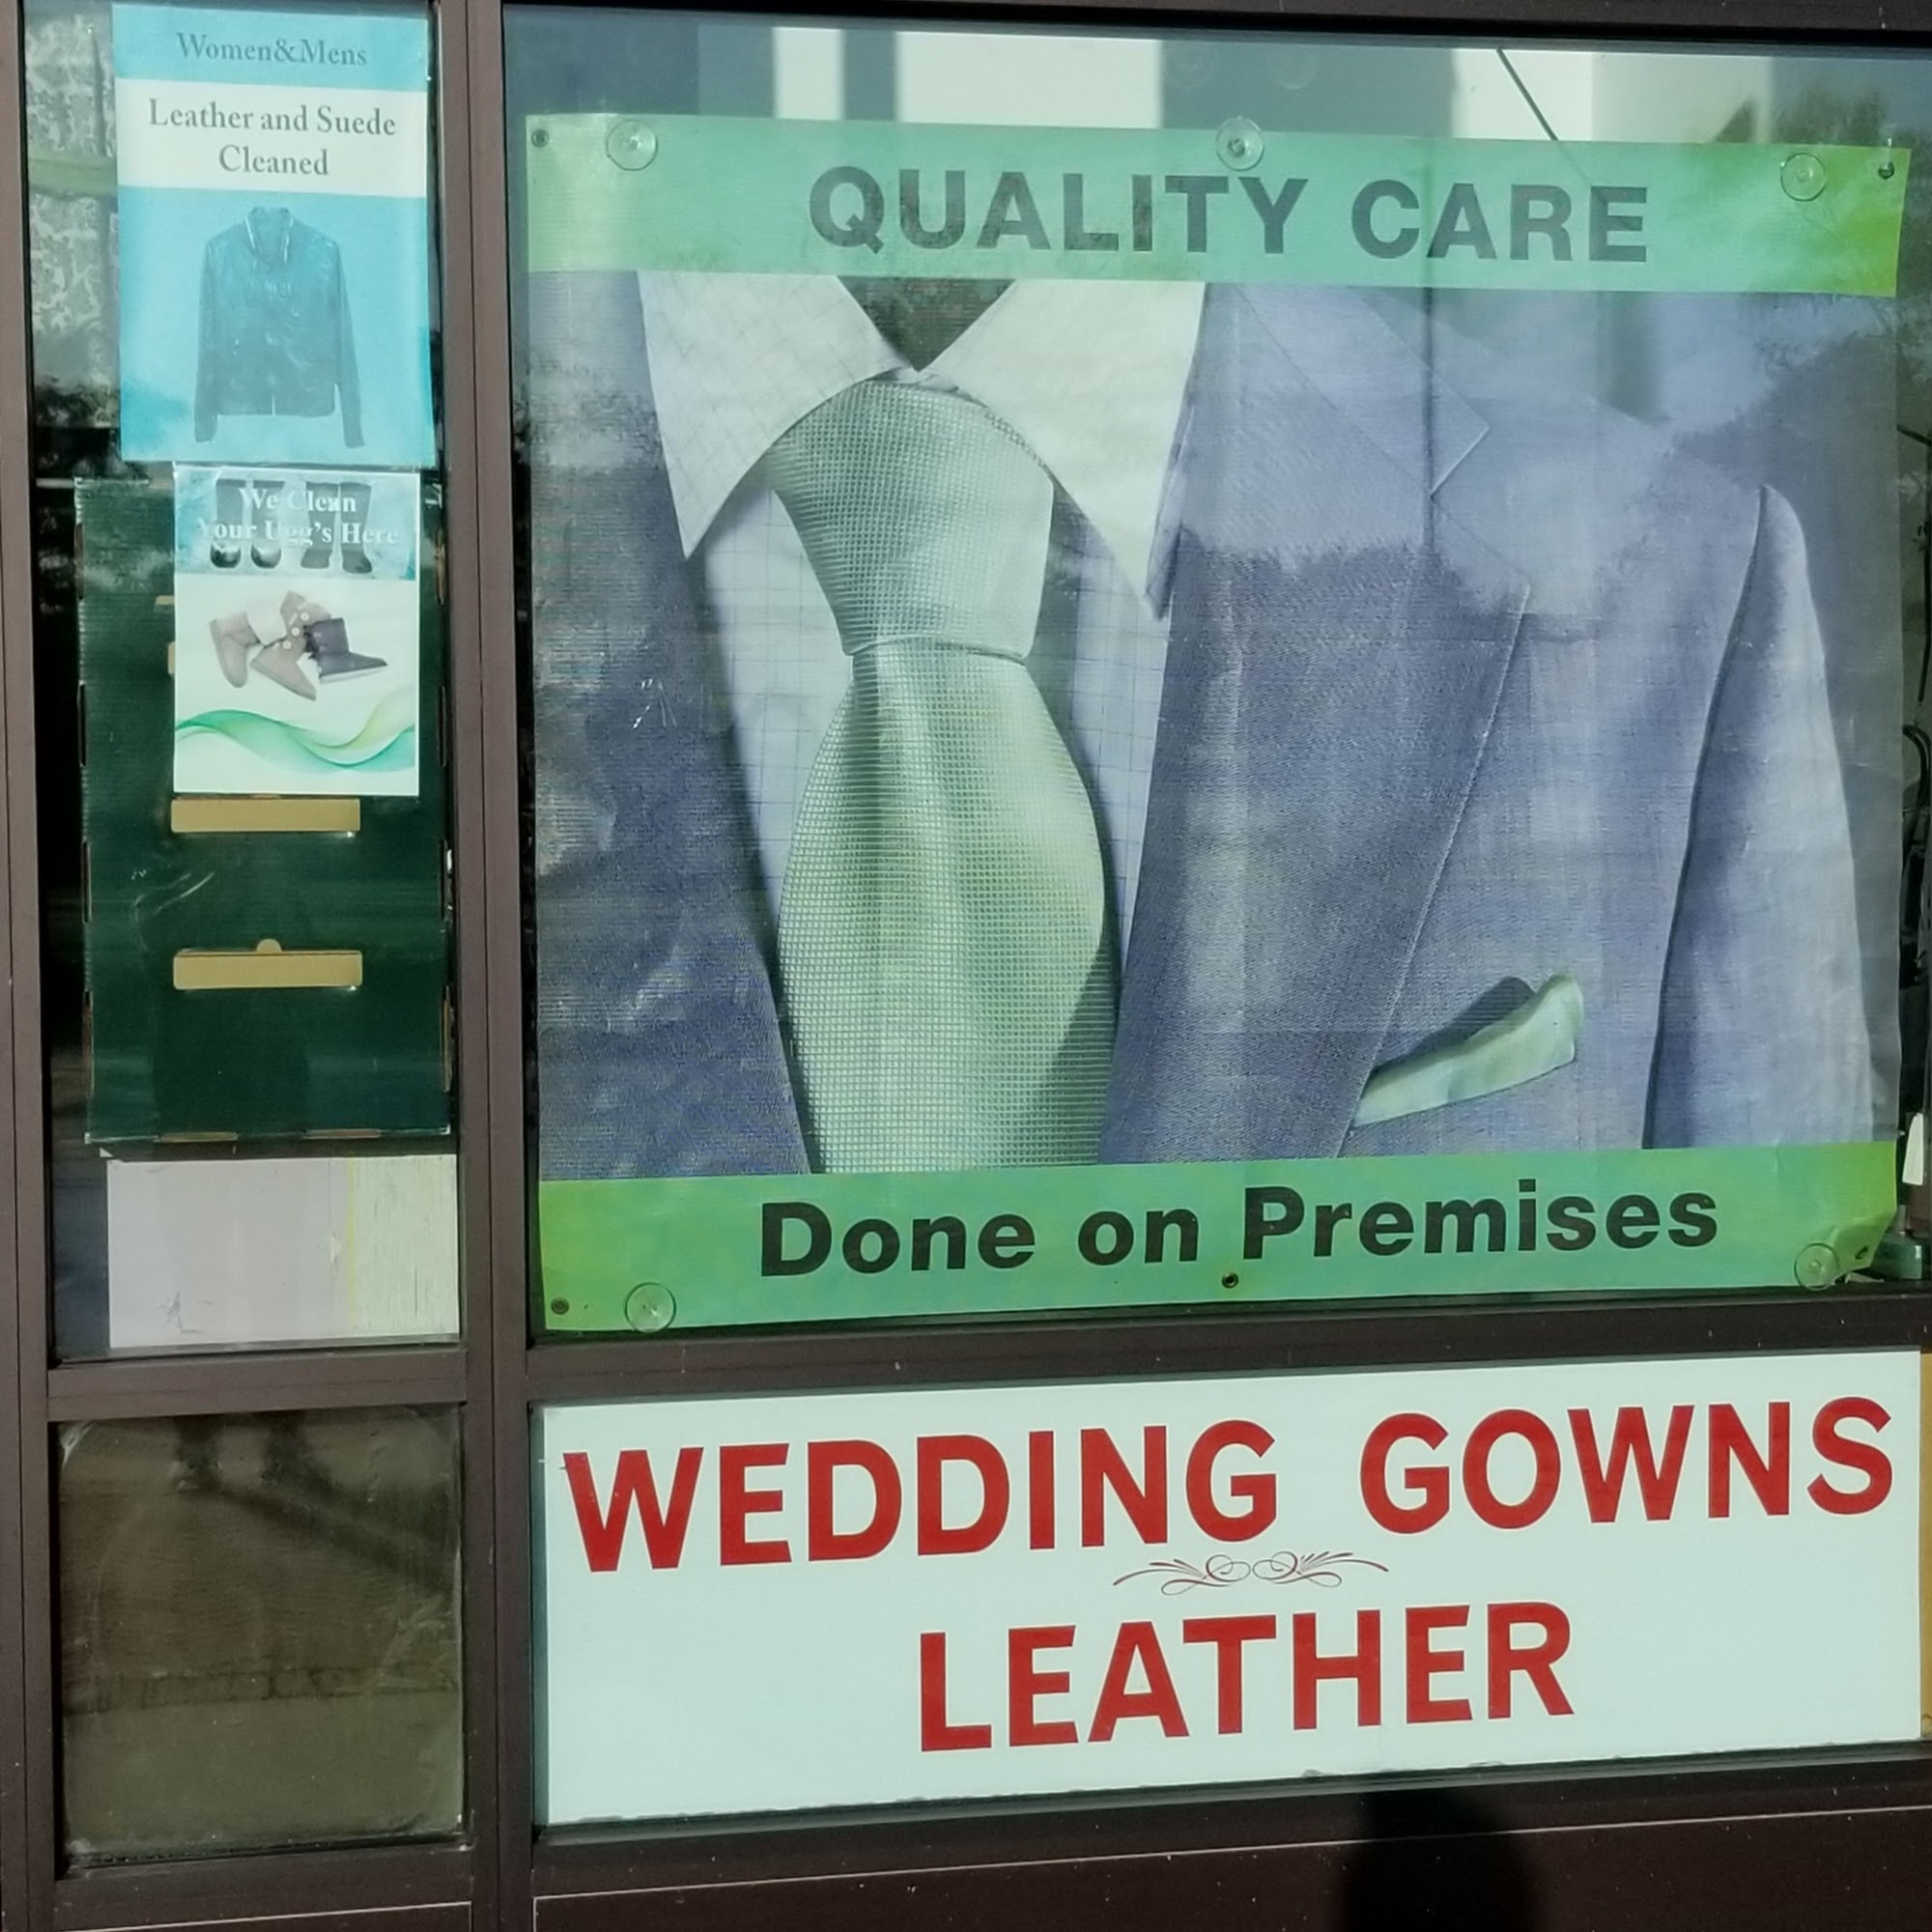 Women&Mens
Leather and Suede
Cleaned
We Clean
Your Ugg's Here
QUALITY CARE
Done on Premises
WEDDING GOWNS
LEATHER